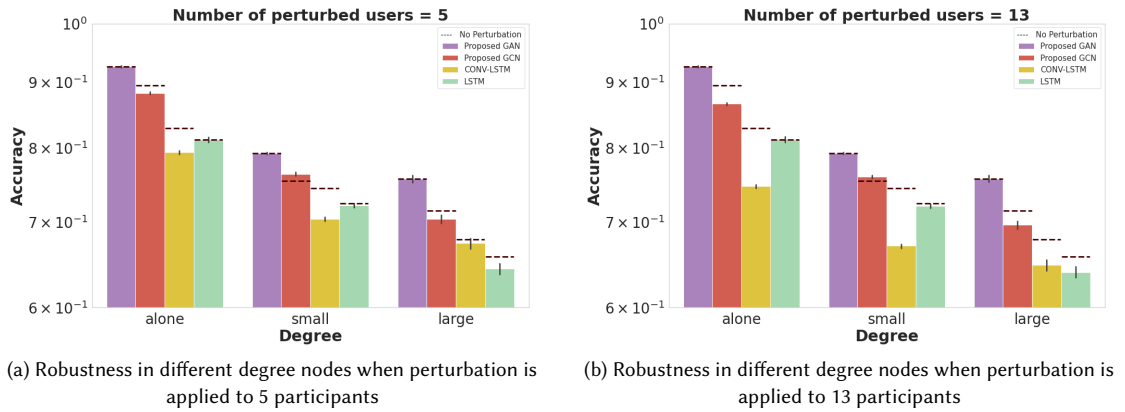 Number of perturbed users = 5
10⁰
9 × 10⁻¹
8 × 10⁻¹
7 × 10⁻¹
6 × 10⁻¹
Accuracy
No Perturbation
Proposed GAN
Proposed GCN
CONV-LSTM
LSTM
alone small large
Degree
(a) Robustness in different degree nodes when perturbation is
applied to 5 participants
Number of perturbed users = 13
10⁰
9 × 10⁻¹
8 × 10⁻¹
7 × 10⁻¹
6 × 10⁻¹
Accuracy
No Perturbation
Proposed GAN
Proposed GCN
CONV-LSTM
LSTM
alone small large
Degree
(b) Robustness in different degree nodes when perturbation is
applied to 13 participants